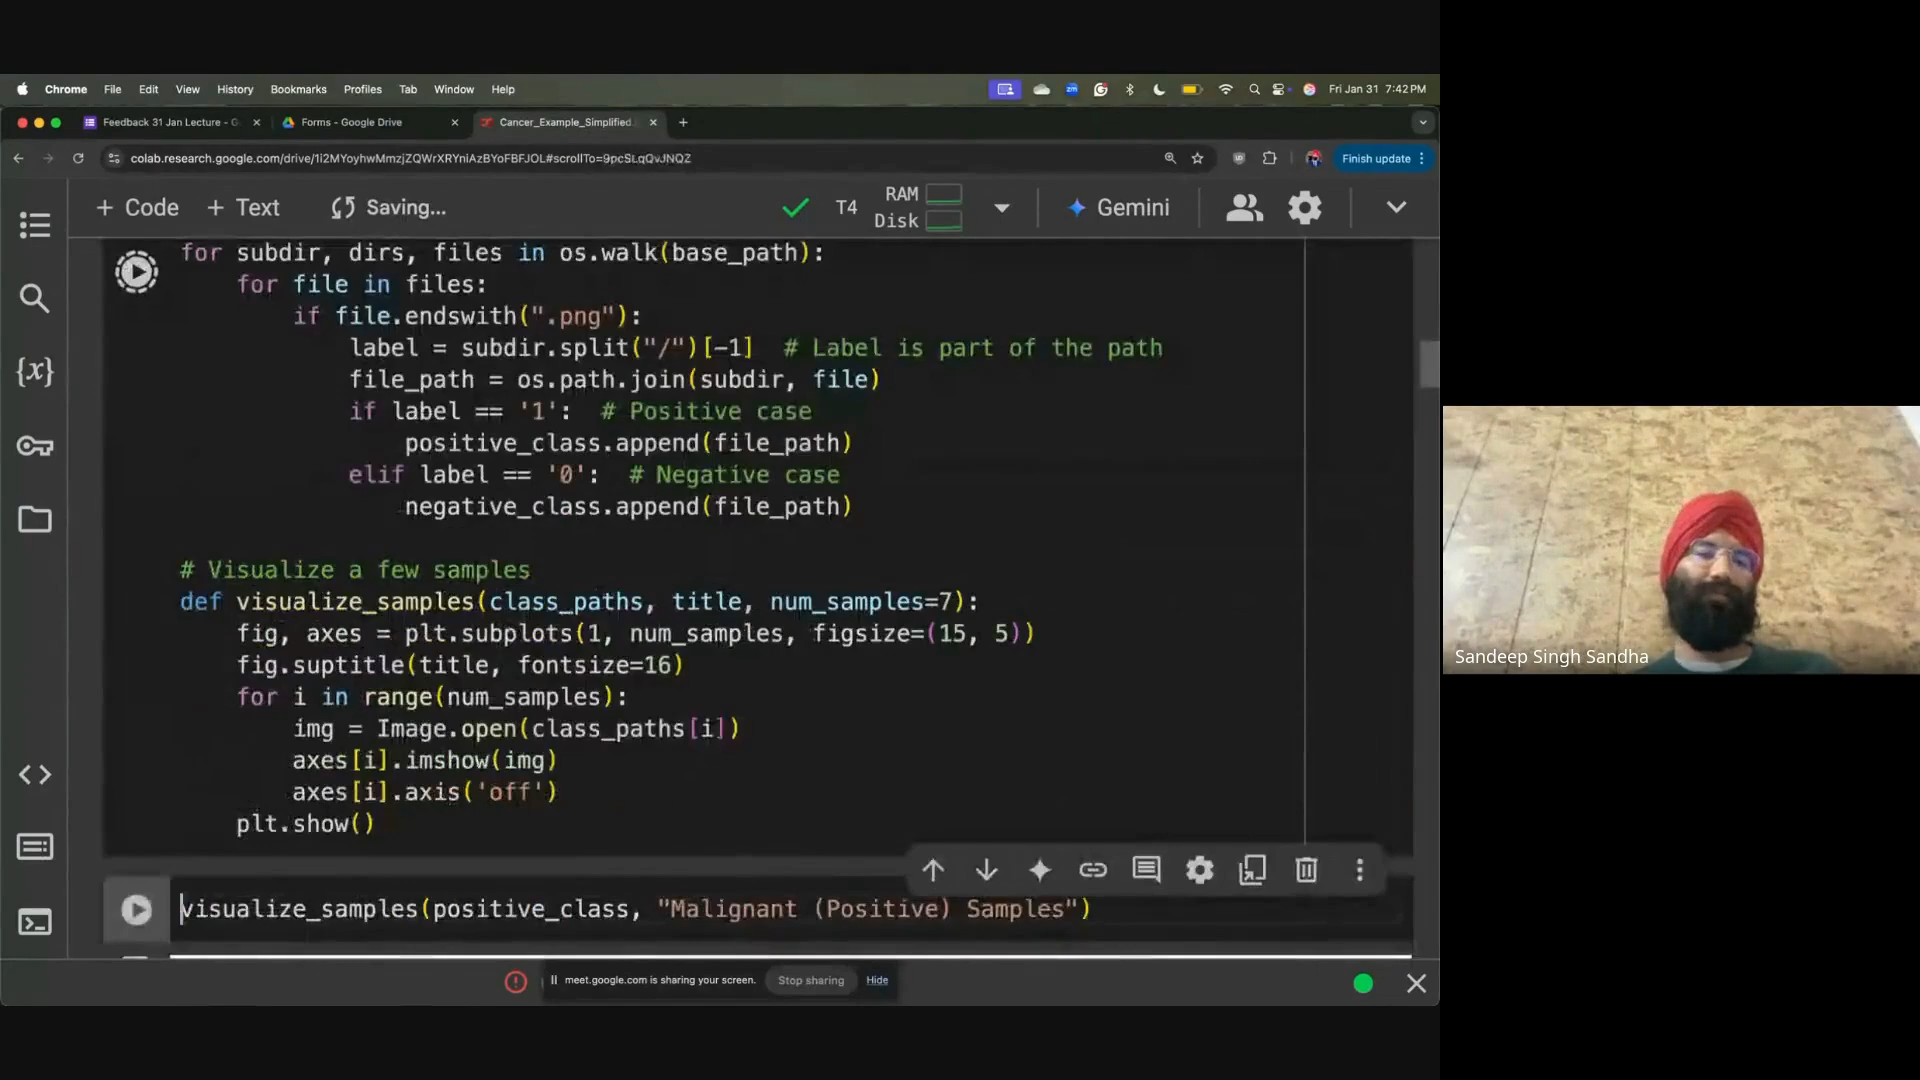 Chrome File Edit View History Bookmarks Profiles Tab Window Help
zm
Fri Jan 31 7:42 PM
Feedback 31 Jan Lecture - G
Forms - Google Drive
Cancer_Example_Simplified.
colab.research.google.com/drive/1i2MYoyhwMmzjZQWrXRYniAzBYoFBFJOL#scrollTo=9pcSLqQvJNQZ
Finish update
+ Code + Text Saving...
T4
RAM
Disk
Gemini
for subdir, dirs, files in os.walk(base_path):
for file in files:
if file.endswith(".png"):
label = subdir.split("/")[-1] # Label is part of the path
file_path = os.path.join(subdir, file)
if label == '1': # Positive case
positive_class.append(file_path)
elif label == '0': # Negative case
negative_class.append(file_path)
# Visualize a few samples
def visualize_samples(class_paths, title, num_samples=7):
fig, axes = plt.subplots(1, num_samples, figsize=(15, 5))
fig.suptitle(title, fontsize=16)
for i in range(num_samples):
img = Image.open(class_paths[i])
axes[i].imshow(img)
axes[i].axis('off')
plt.show()
visualize_samples(positive_class, "Malignant (Positive) Samples")
meet.google.com is sharing your screen. Stop sharing Hide
Sandeep Singh Sandha